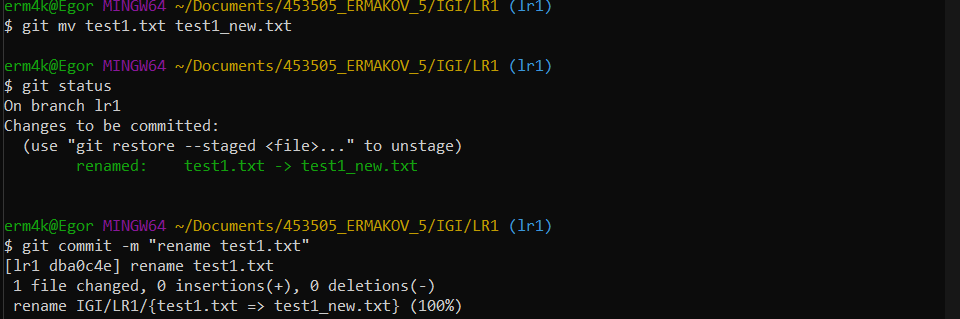 erm4k@Egor MINGW64 ~/Documents/453505_ERMAKOV_5/IGI/LR1 (lr1)
$ git mv test1.txt test1_new.txt
erm4k@Egor MINGW64 ~/Documents/453505_ERMAKOV_5/IGI/LR1 (lr1)
$ git status
On branch lr1
Changes to be committed:
  (use "git restore --staged <file>..." to unstage)
        renamed:    test1.txt -> test1_new.txt
erm4k@Egor MINGW64 ~/Documents/453505_ERMAKOV_5/IGI/LR1 (lr1)
$ git commit -m "rename test1.txt"
[lr1 dba0c4e] rename test1.txt
 1 file changed, 0 insertions(+), 0 deletions(-)
 rename IGI/LR1/{test1.txt => test1_new.txt} (100%)